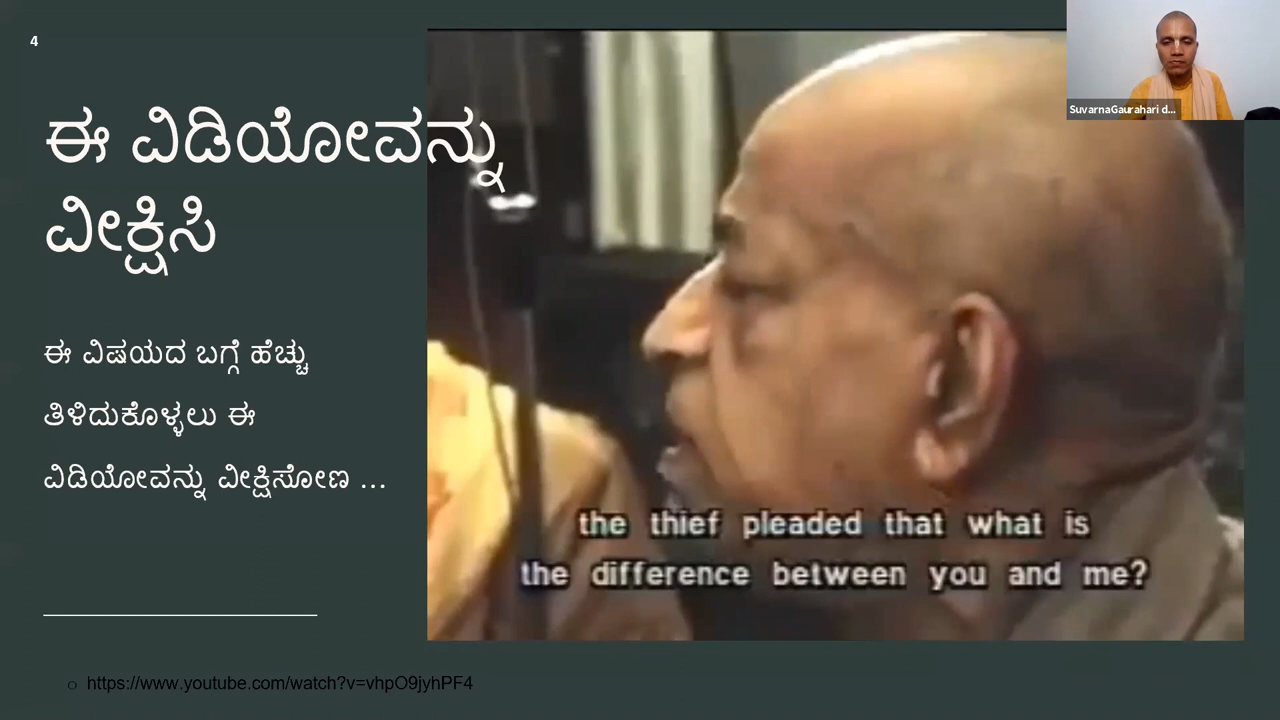 4
SuvarnaGaurahari d...
ಈ ವಿಡಿಯೋವನ್ನು
ವೀಕ್ಷಿಸಿ
ಈ ವಿಷಯದ ಬಗ್ಗೆ ಹೆಚ್ಚು
ತಿಳಿದುಕೊಳ್ಳಲು ಈ
ವಿಡಿಯೋವನ್ನು ವೀಕ್ಷಿಸೋಣ ...
the thief pleaded that what is
the difference between you and me?
https://www.youtube.com/watch?v=vhpO9jyhPF4